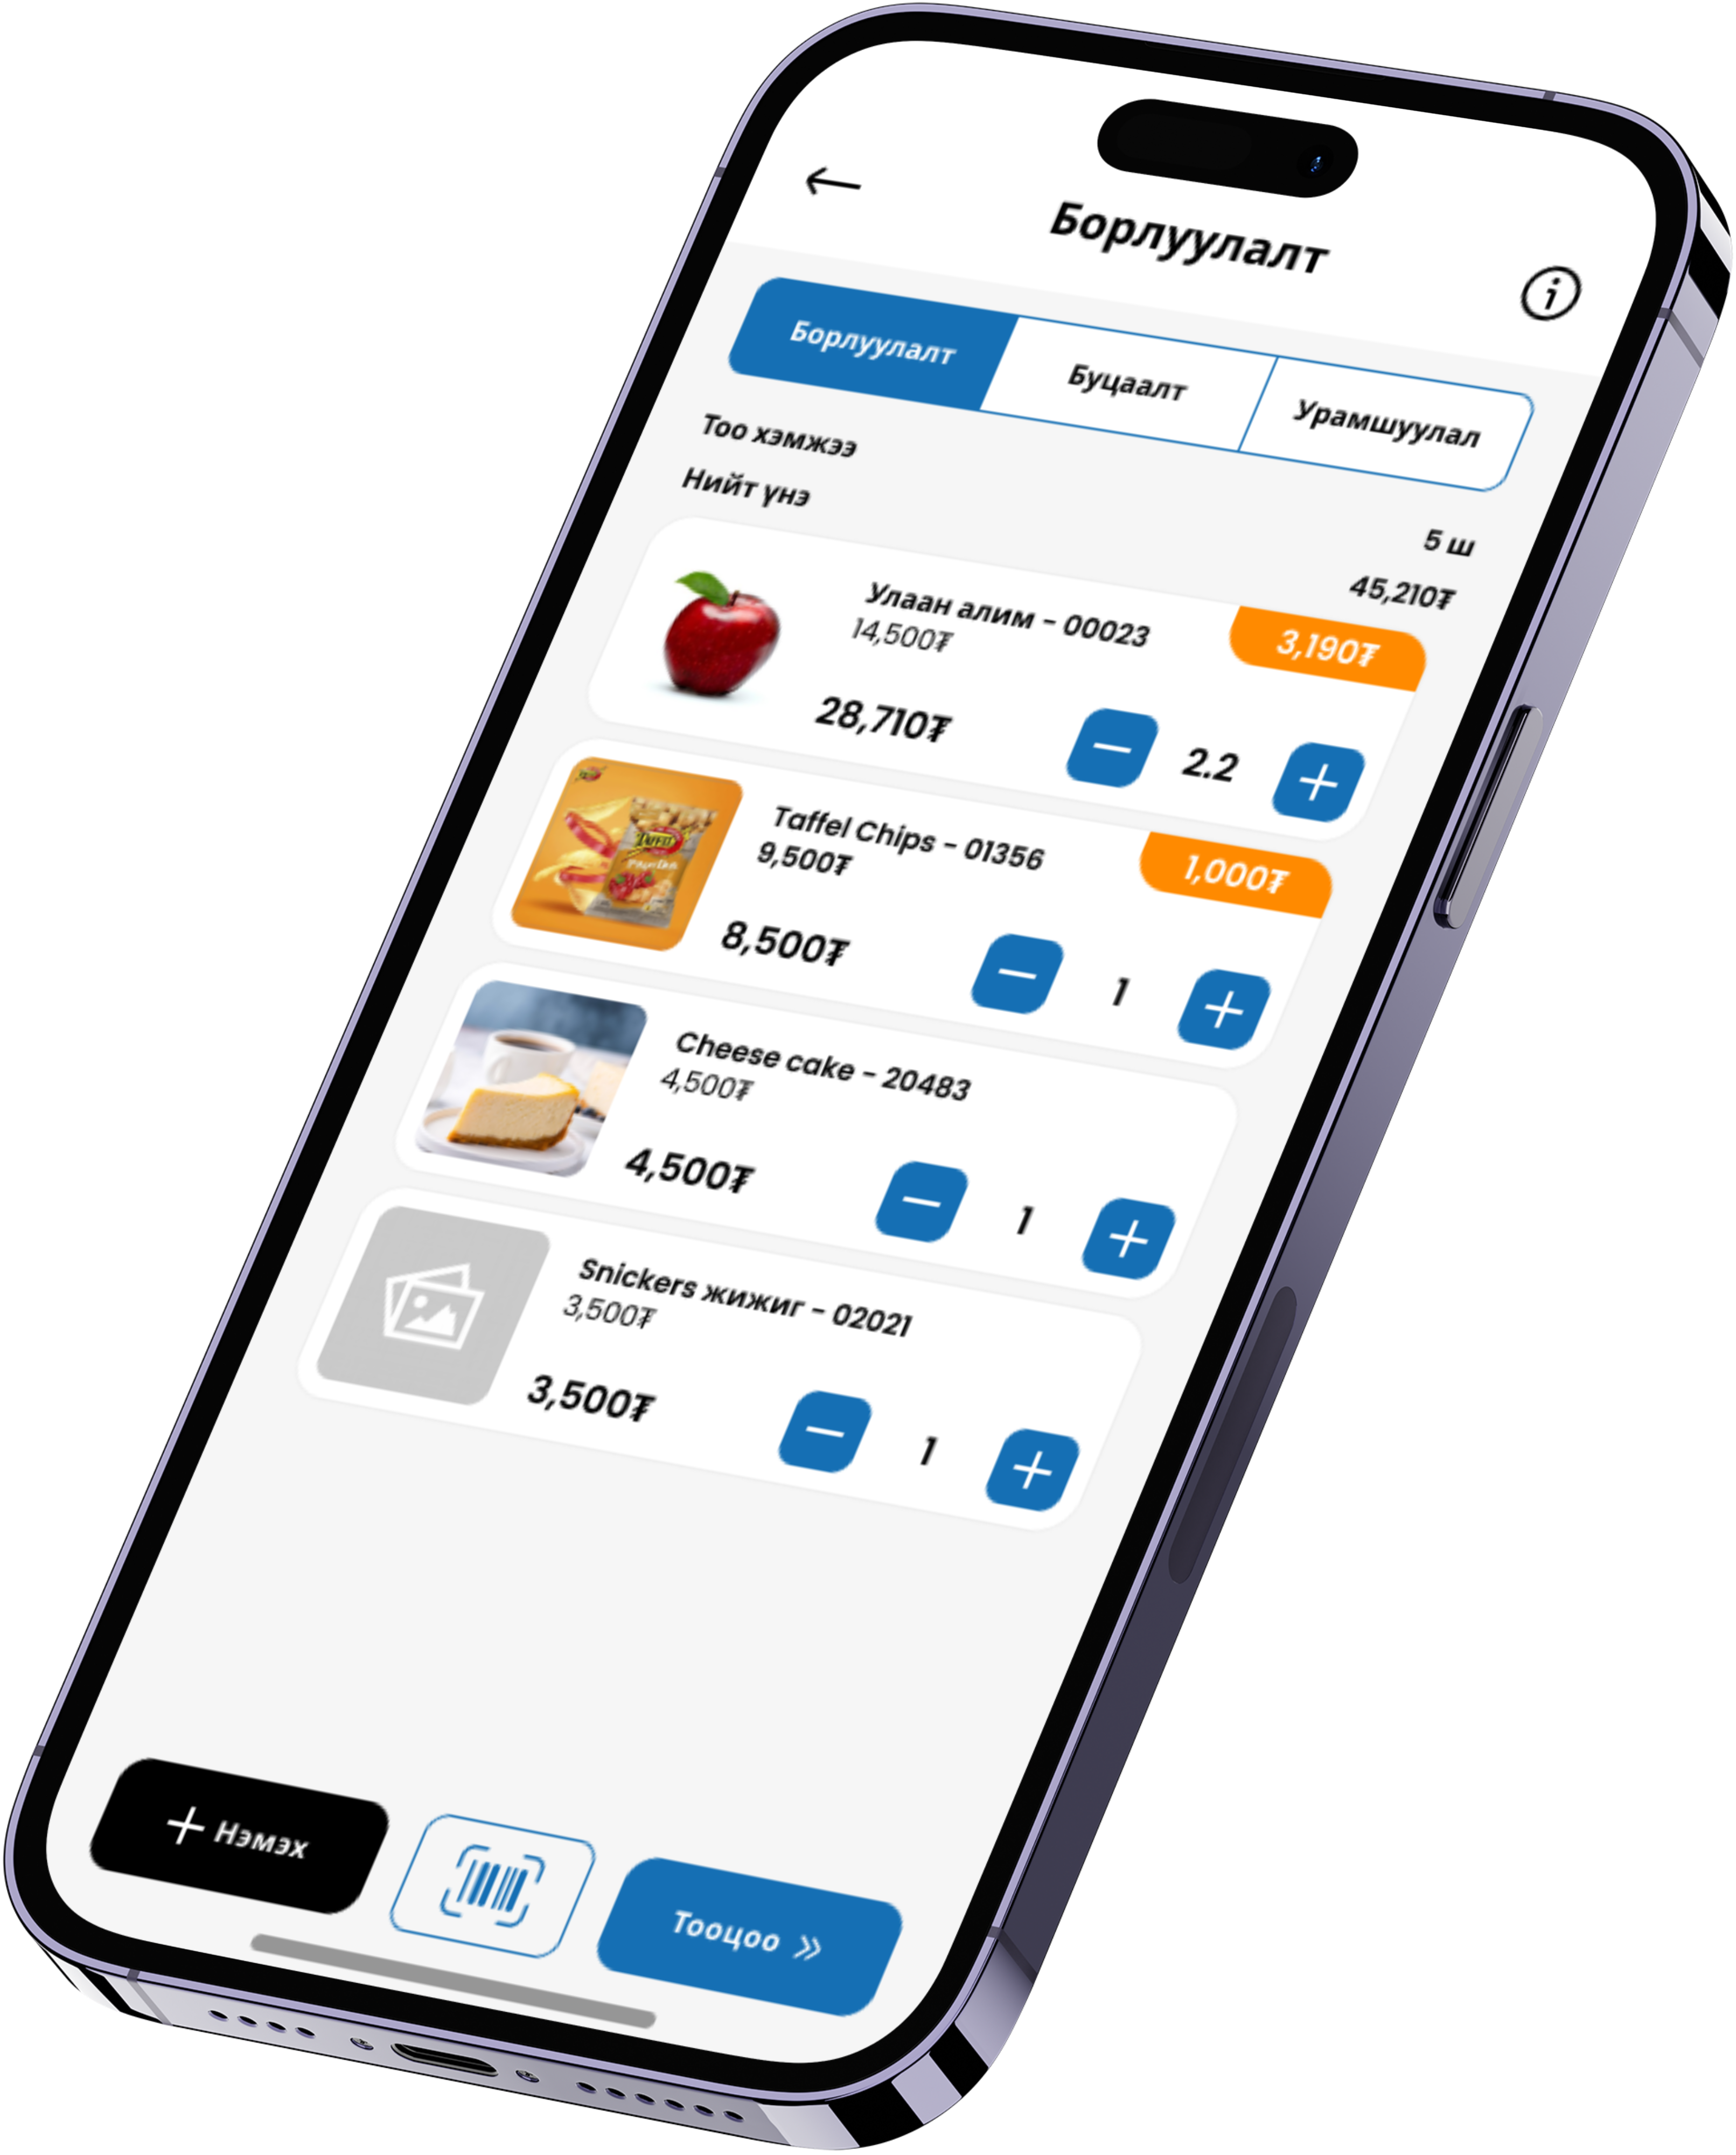 Борлуулалт
Борлуулалт
Буцаалт
Урамшуулал
Тоо хэмжээ
5 ш
Нийт үнэ
45,210₮
Улаан алим - 00023
3,190₮
14,500₮
28,710₮
2.2
Taffel Chips - 01356
1,000₮
9,500₮
8,500₮
1
TAFFEL
Cheese cake - 20483
4,500₮
4,500₮
1
Snickers жижиг - 02021
3,500₮
3,500₮
1
Нэмэх
Тооцоо »